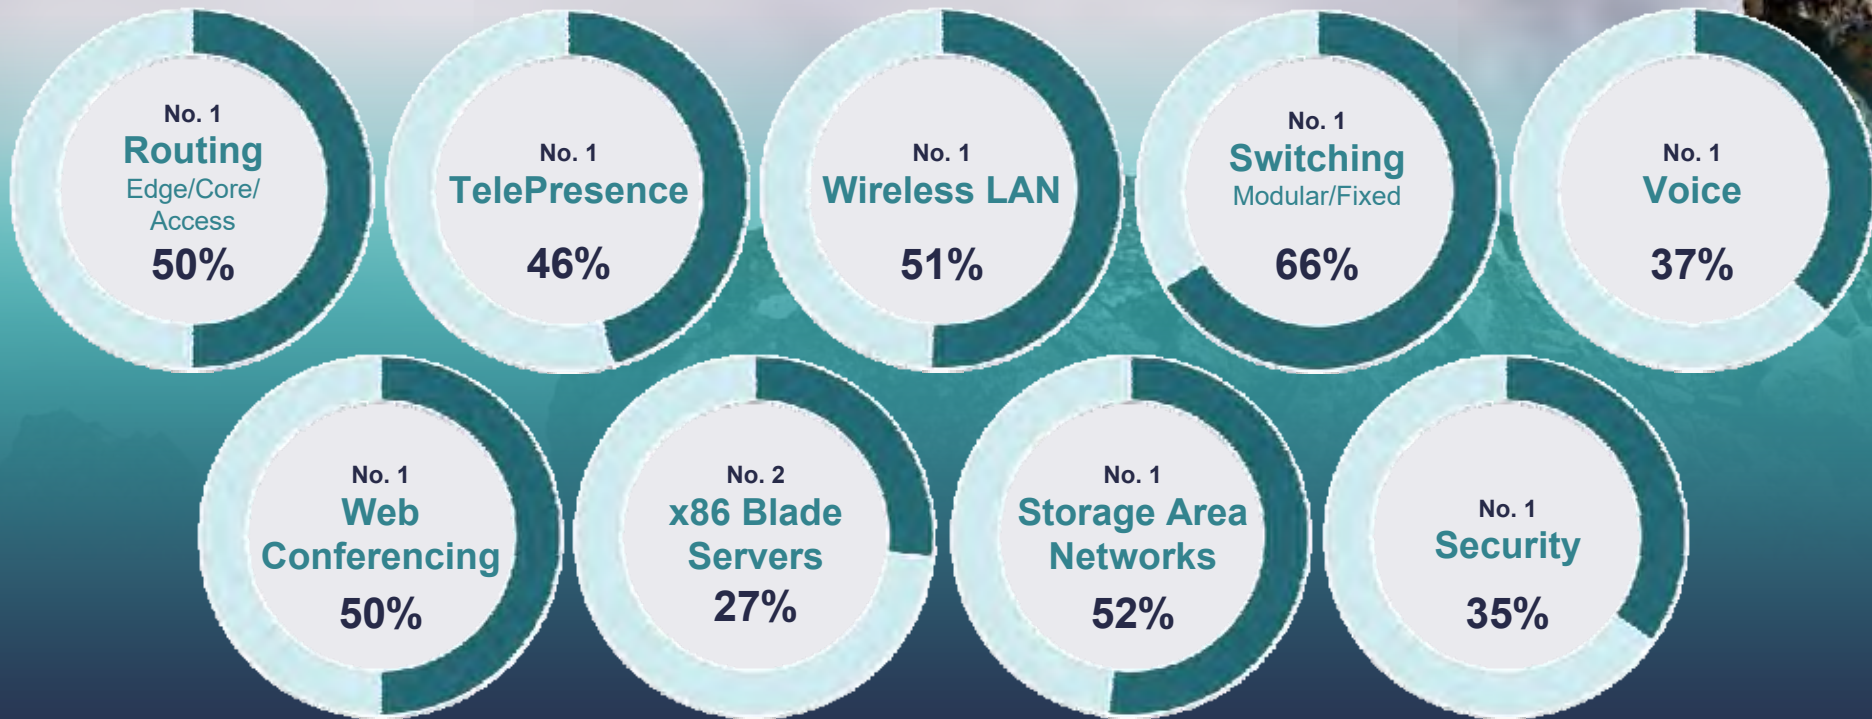 No. 1
Routing
Edge/Core/
Access
50%
No. 1
TelePresence
46%
No. 1
Wireless LAN
51%
No. 1
Switching
Modular/Fixed
66%
No. 1
Voice
37%
No. 1
Web
Conferencing
50%
No. 2
x86 Blade
Servers
27%
No. 1
Storage Area
Networks
52%
No. 1
Security
35%